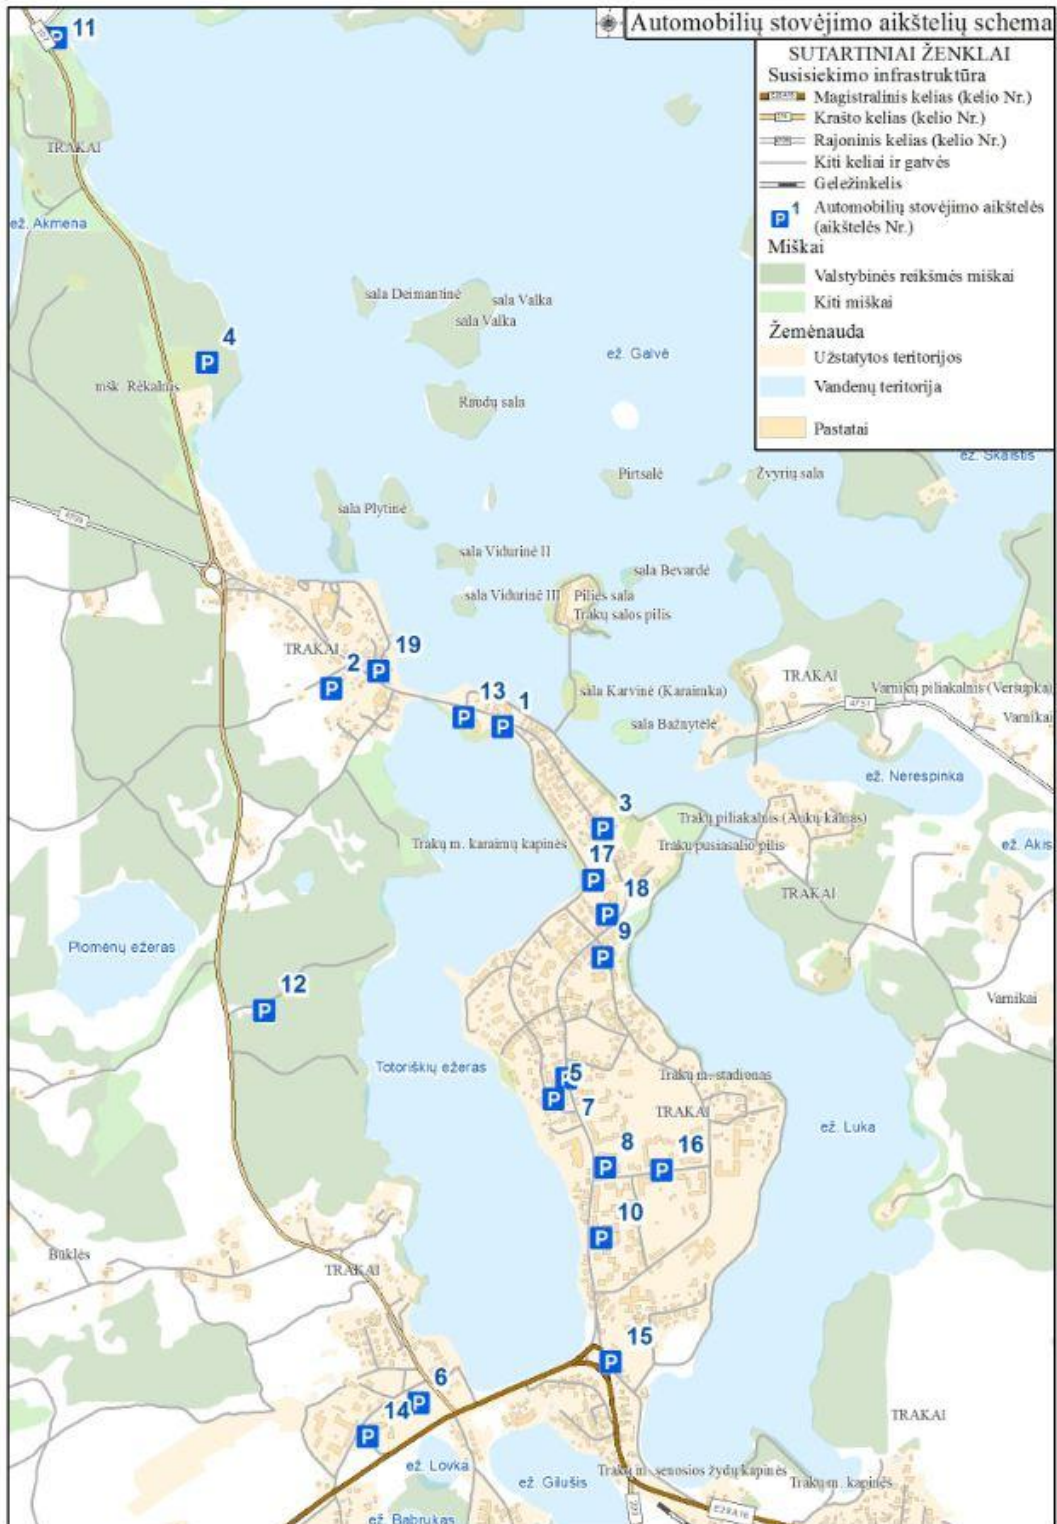 Automobilių stovėjimo aikštelių schema
SUTARTINIAI ŽENKLAI
Susisiekimo infrastruktūra
Magistralinis kelias (kelio Nr.)
Krašto kelias (kelio Nr.)
Rajoninis kelias (kelio Nr.)
Kiti keliai ir gatvės
Geležinkelis
P 1 Automobilių stovėjimo aikštelės
(aikštelės Nr.)
Miškai
Valstybinės reikšmės miškai
Kiti miškai
Žemėnauda
Užstatytos teritorijos
Vandenų teritorija
Pastatai
P 11
TRAKAI
ež. Akmena
sala Deimantinė
sala Valka
sala Valka
ež. Galvė
P 4
mšk. Rėkalnis
Raudų sala
ež. Skaistis
Pirtsalė
Žvyrių sala
sala Plytinė
sala Vidurinė II
sala Bevardė
sala Vidurinė III
Pilies sala
Trakų salos pilis
TRAKAI
P 2
P 19
TRAKAI
sala Karvinė (Karaimka)
Varnikų piliakalnis (Veršupka)
4751
Varnikai
P 13
P 1
sala Bažnytėlė
ež. Nerespinka
P 3
Trakų piliakalnis (Aukų kalnas)
Trakų m. karaimų kapinės
Trakų pusiasalio pilis
ež. Akis
P 17
P 18
TRAKAI
P 9
Plomėnų ežeras
P 12
Varnikai
Totoriškių ežeras
P 5
Trakų m. stadionas
P 7
TRAKAI
ež. Luka
P 8
P 16
P 10
Būklės
TRAKAI
P 15
P 6
P 14
TRAKAI
ež. Lovka
ež. Gilušis
Trakų m. senosios žydų kapinės
Trakų m. kapinės
E28A16
ež. Babrukas